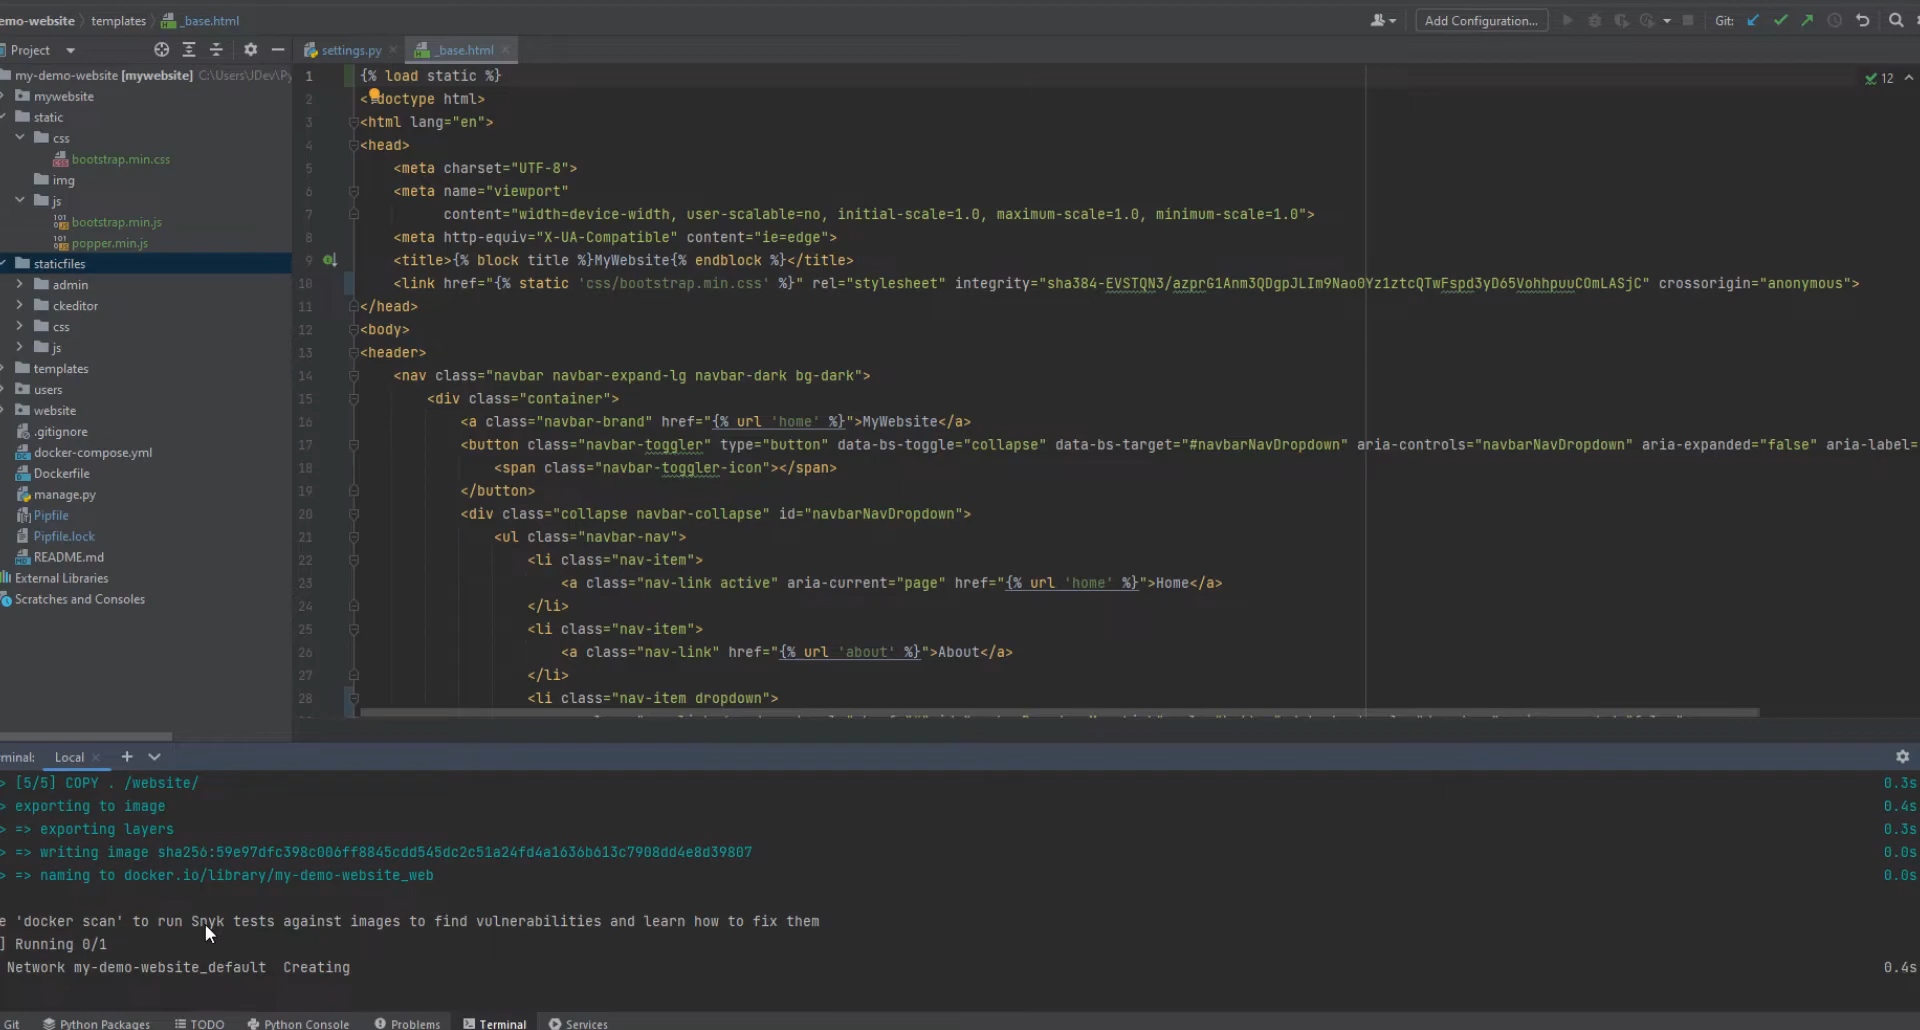 emo-website > templates > _base.html
Add Configuration...
Git:
Project
settings.py
_base.html
my-demo-website [mywebsite] C:\Users\JDev\Py
mywebsite
static
css
bootstrap.min.css
img
js
bootstrap.min.js
popper.min.js
staticfiles
admin
ckeditor
css
js
templates
users
website
.gitignore
docker-compose.yml
Dockerfile
manage.py
Pipfile
Pipfile.lock
README.md
External Libraries
Scratches and Consoles
12
1 {% load static %}
2 <!doctype html>
3 <html lang="en">
4 <head>
5 <meta charset="UTF-8">
6 <meta name="viewport"
7 content="width=device-width, user-scalable=no, initial-scale=1.0, maximum-scale=1.0, minimum-scale=1.0">
8 <meta http-equiv="X-UA-Compatible" content="ie=edge">
9 <title>{% block title %}MyWebsite{% endblock %}</title>
10 <link href="{% static 'css/bootstrap.min.css' %}" rel="stylesheet" integrity="sha384-EVSTQN3/azprG1Anm3QDgpJLIm9Nao0Yz1ztcQTwFspd3yD65VohhpuuCOmLASjC" crossorigin="anonymous">
11 </head>
12 <body>
13 <header>
14 <nav class="navbar navbar-expand-lg navbar-dark bg-dark">
15 <div class="container">
16 <a class="navbar-brand" href="{% url 'home' %}">MyWebsite</a>
17 <button class="navbar-toggler" type="button" data-bs-toggle="collapse" data-bs-target="#navbarNavDropdown" aria-controls="navbarNavDropdown" aria-expanded="false" aria-label=
18 <span class="navbar-toggler-icon"></span>
19 </button>
20 <div class="collapse navbar-collapse" id="navbarNavDropdown">
21 <ul class="navbar-nav">
22 <li class="nav-item">
23 <a class="nav-link active" aria-current="page" href="{% url 'home' %}">Home</a>
24 </li>
25 <li class="nav-item">
26 <a class="nav-link" href="{% url 'about' %}">About</a>
27 </li>
28 <li class="nav-item dropdown">
rminal: Local
> [5/5] COPY . /website/ 0.3s
> exporting to image 0.4s
> => exporting layers 0.3s
> => writing image sha256:59e97dfc398c006ff8845cdd545dc2c51a24fd4a1636b613c7908dd4e8d39807 0.0s
> => naming to docker.io/library/my-demo-website_web 0.0s
e 'docker scan' to run Snyk tests against images to find vulnerabilities and learn how to fix them
] Running 0/1
Network my-demo-website_default Creating 0.4s
Git
Python Packages
TODO
Python Console
Problems
Terminal
Services